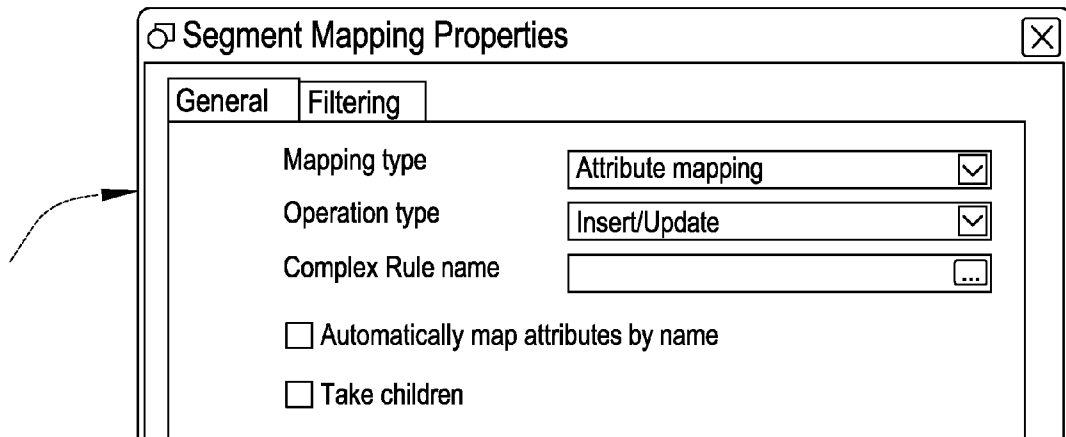 Segment Mapping Properties
General Filtering
Mapping type Attribute mapping
Operation type Insert/Update
Complex Rule name ...
Automatically map attributes by name
Take children